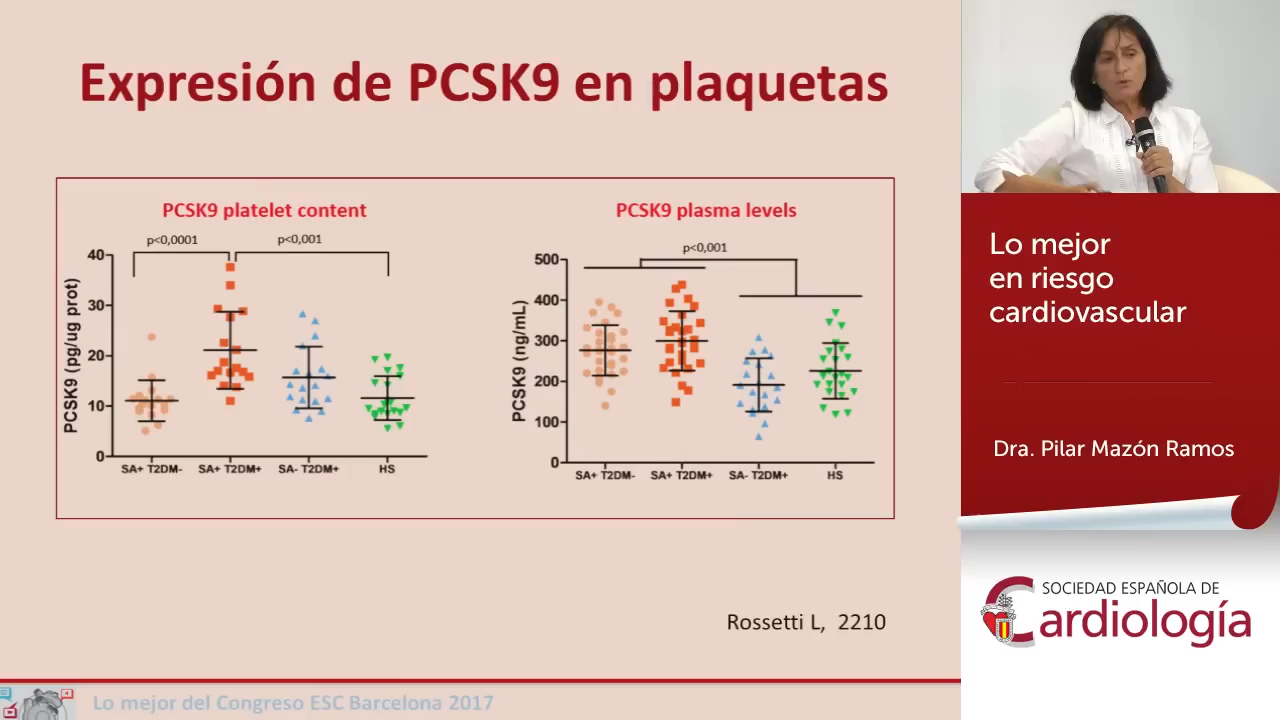 Expresión de PCSK9 en plaquetas
PCSK9 platelet content
p<0,0001
p<0,001
PCSK9 (pg/ug prot)
40
30
20
10
0
SA+ T2DM-
SA+ T2DM+
SA- T2DM+
HS
PCSK9 plasma levels
p<0,001
PCSK9 (ng/mL)
500
400
300
200
100
0
SA+ T2DM-
SA+ T2DM+
SA- T2DM+
HS
Rossetti L, 2210
Lo mejor del Congreso ESC Barcelona 2017
Lo mejor
en riesgo
cardiovascular
Dra. Pilar Mazón Ramos
SOCIEDAD ESPAÑOLA DE
Cardiología